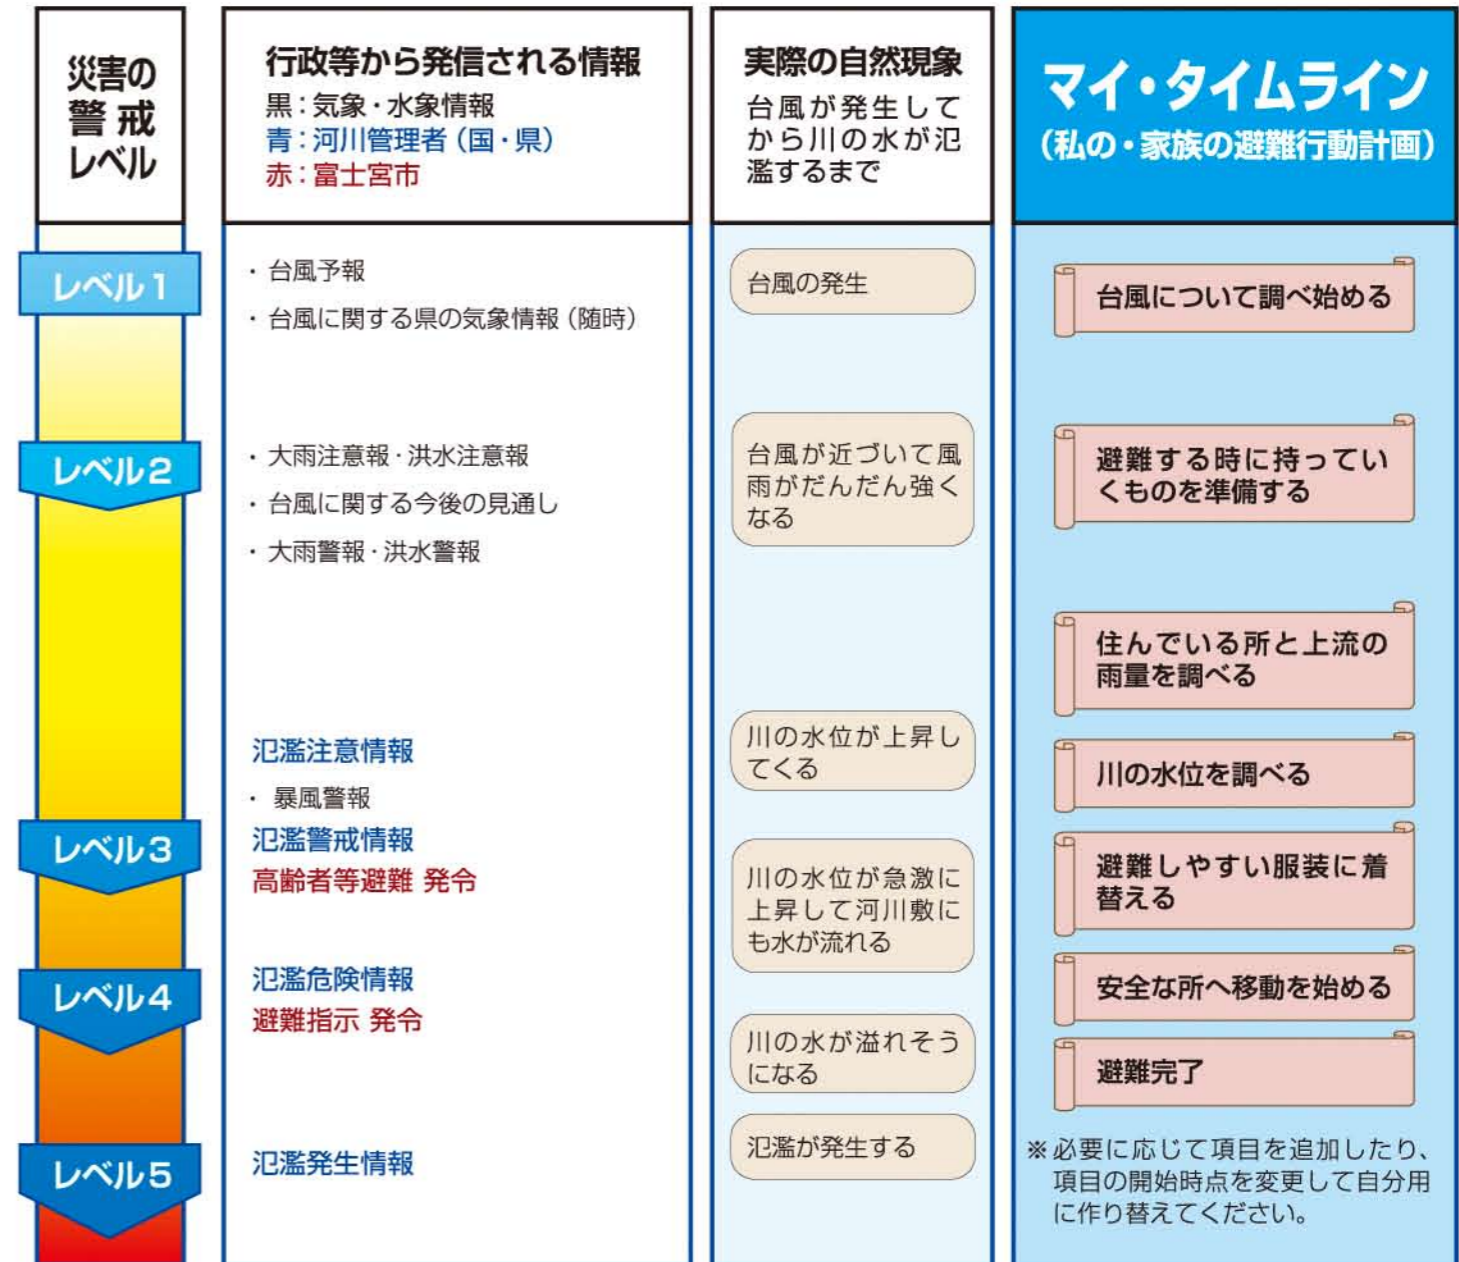 災害の
警戒
レベル
行政等から発信される情報
黒：気象・水象情報
青：河川管理者（国・県）
赤：富士宮市
実際の自然現象
台風が発生して
から川の水が氾
濫するまで
マイ・タイムライン
（私の・家族の避難行動計画）
レベル1
・台風予報
・台風に関する県の気象情報（随時）
台風の発生
台風について調べ始める
レベル2
・大雨注意報・洪水注意報
・台風に関する今後の見通し
・大雨警報・洪水警報
台風が近づいて風
雨がだんだん強く
なる
避難する時に持ってい
くものを準備する
住んでいる所と上流の
雨量を調べる
氾濫注意情報
・暴風警報
川の水位が上昇し
てくる
川の水位を調べる
レベル3
氾濫警戒情報
高齢者等避難 発令
川の水位が急激に
上昇して河川敷に
も水が流れる
避難しやすい服装に着
替える
レベル4
氾濫危険情報
避難指示 発令
川の水が溢れそう
になる
安全な所へ移動を始める
避難完了
レベル5
氾濫発生情報
氾濫が発生する
※必要に応じて項目を追加したり、
項目の開始時点を変更して自分用
に作り替えてください。